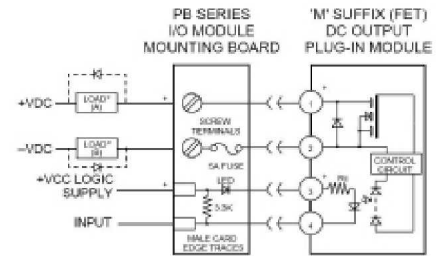 PB SERIES
I/O MODULE
MOUNTING BOARD
'M' SUFFIX (FET)
DC OUTPUT
PLUG-IN MODULE
LOAD*
(A)
+VDC
+
1
+
SCREW
TERMINALS
LOAD*
(B)
–VDC
2
5A FUSE
+VCC LOGIC
SUPPLY
+
LED
3
+
CONTROL
CIRCUIT
3.3K
INPUT
4
MALE CARD
EDGE TRACES